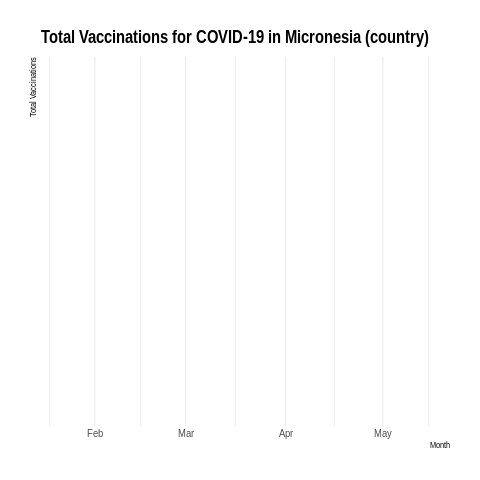 Total Vaccinations for COVID-19 in Micronesia (country)
Total Vaccinations
Feb Mar Apr May
Month